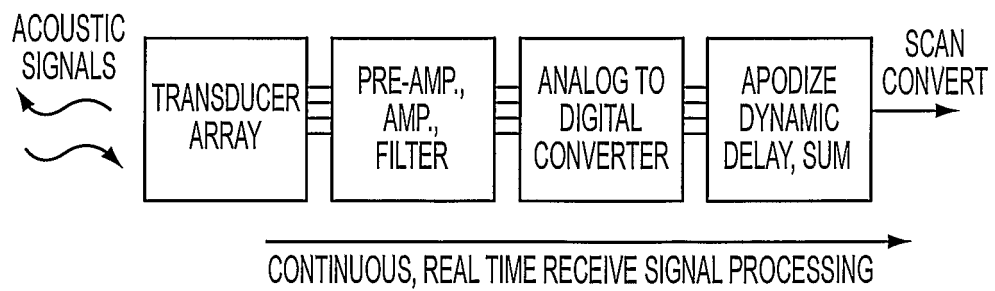 ACOUSTIC
SIGNALS
TRANSDUCER
ARRAY
PRE-AMP.,
AMP.,
FILTER
ANALOG TO
DIGITAL
CONVERTER
APODIZE
DYNAMIC
DELAY, SUM
SCAN
CONVERT
CONTINUOUS, REAL TIME RECEIVE SIGNAL PROCESSING